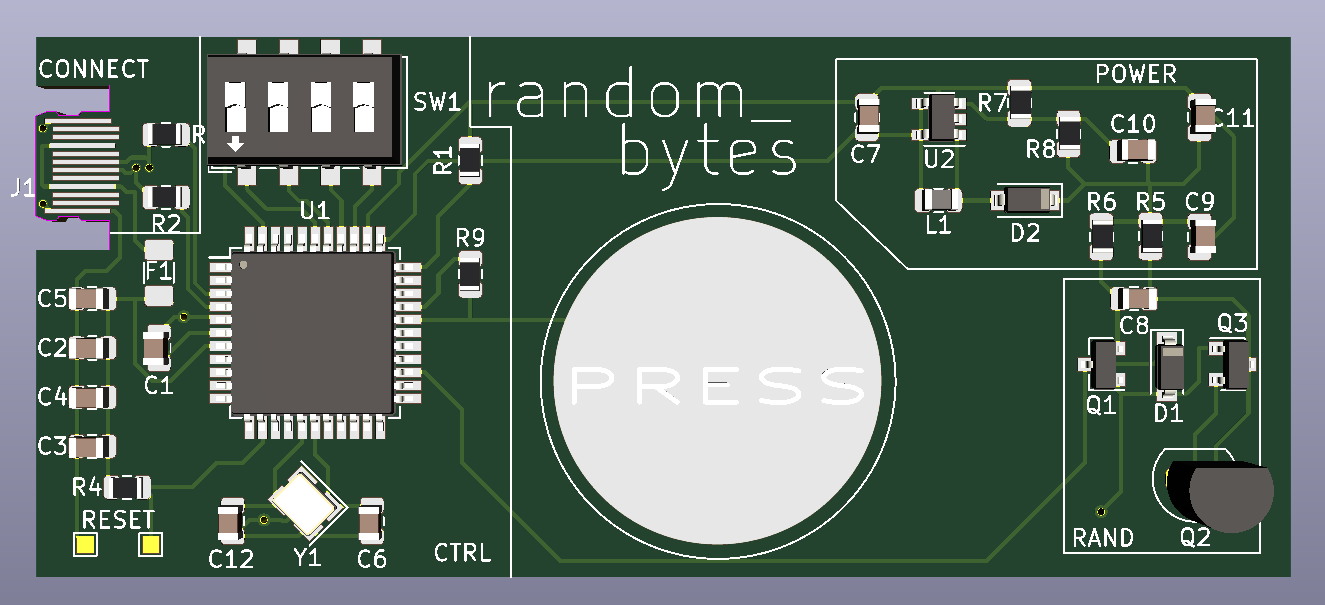 CONNECT
SW1
random_
bytes
POWER
R7
C11
C10
R8
C7
U2
R1
J1
R
R2
U1
L1
D2
R6
R5
C9
R9
F1
C5
C8
Q3
C2
C1
PRESS
C4
Q1
D1
C3
R4
RESET
RAND
Q2
C12
Y1
C6
CTRL